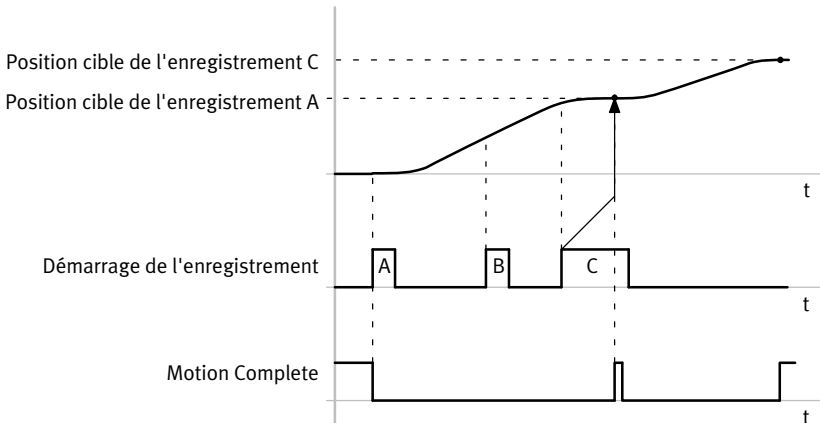 Position cible de l'enregistrement C
Position cible de l'enregistrement A
t
Démarrage de l'enregistrement
A
B
C
t
Motion Complete
t